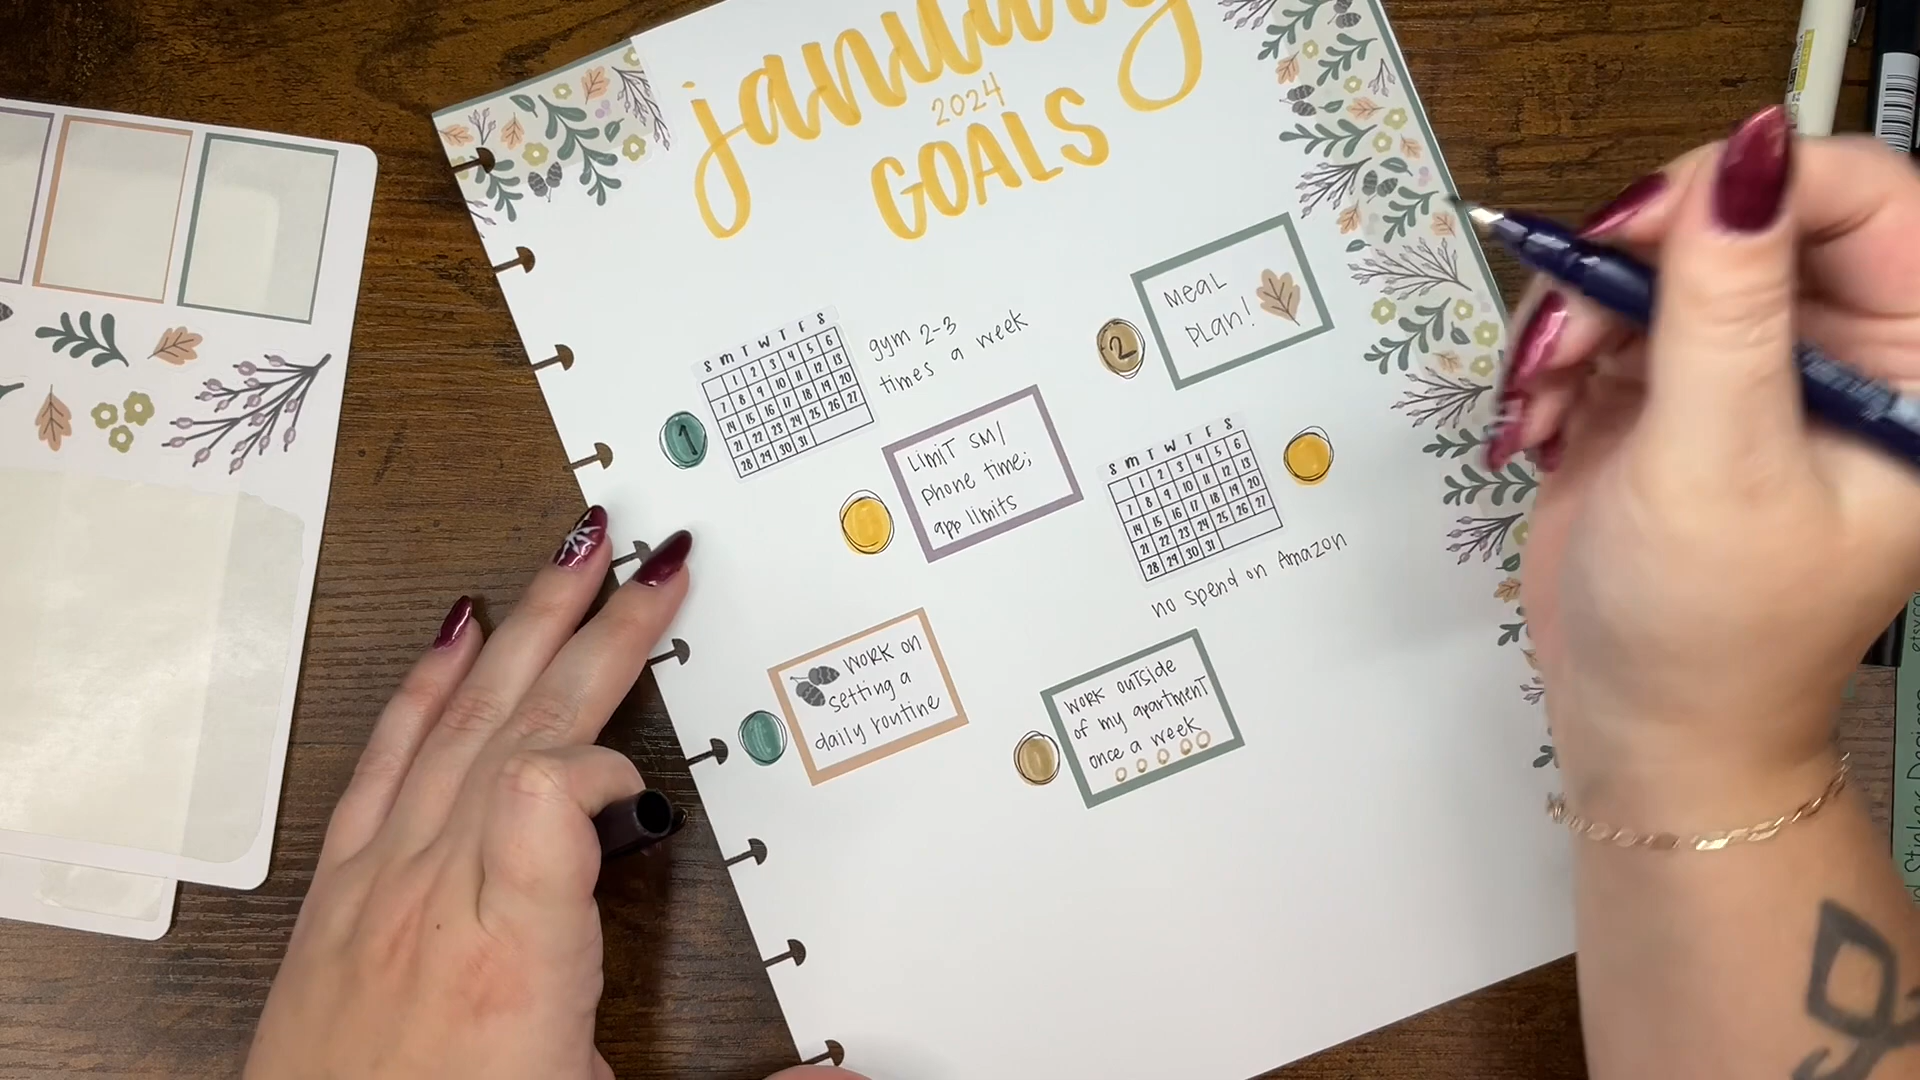 january
2024
GOALS
1
S M T W T F S
1 2 3 4 5 6
7 8 9 10 11 12 13
14 15 16 17 18 19 20
21 22 23 24 25 26 27
28 29 30 31
gym 2-3
times a week
2
Meal
Plan!
Limit SM/
phone time;
app limits
S M T W T F S
1 2 3 4 5 6
7 8 9 10 11 12 13
14 15 16 17 18 19 20
21 22 23 24 25 26 27
28 29 30 31
no spend on Amazon
Work on
setting a
daily routine
Work outside
of my apartment
once a week